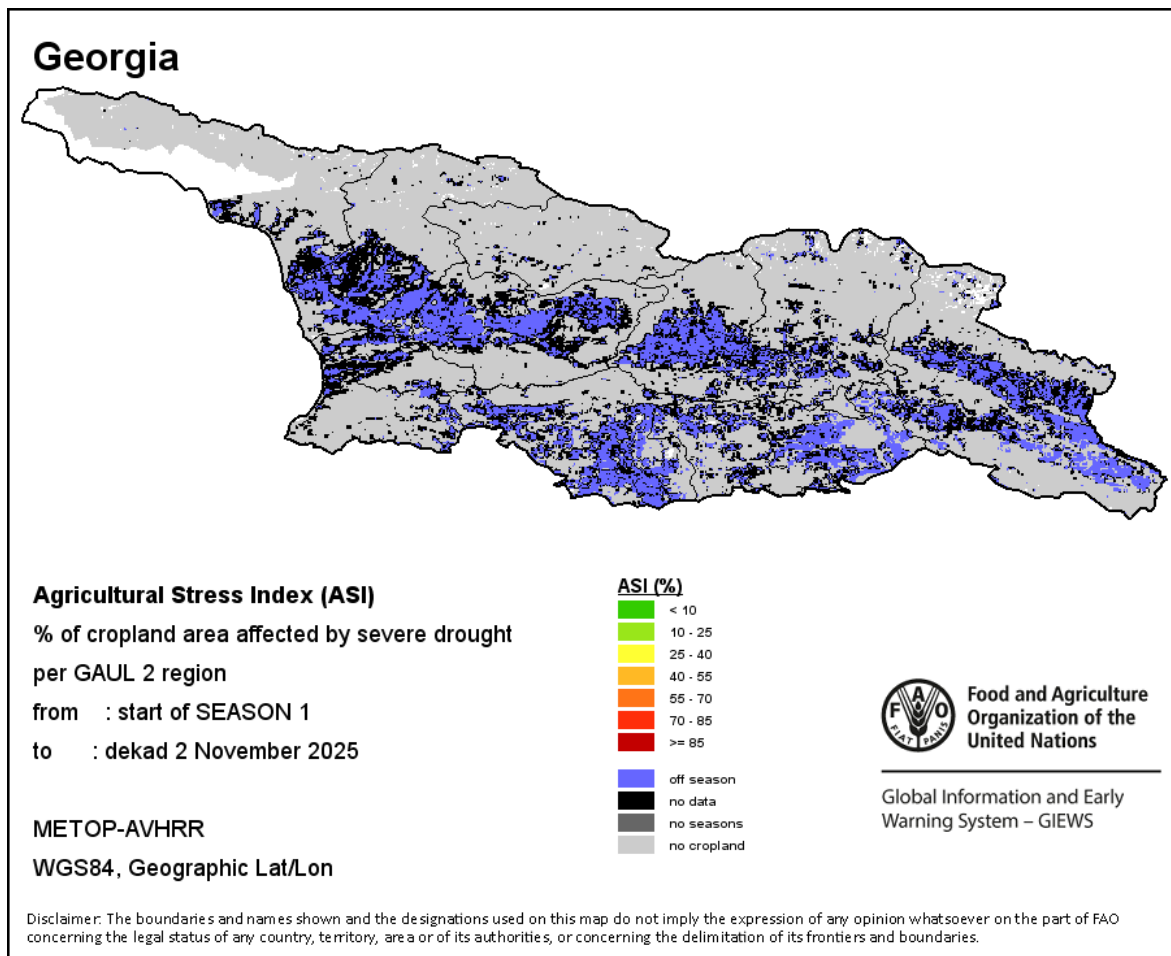 Georgia
Agricultural Stress Index (ASI)
% of cropland area affected by severe drought
per GAUL 2 region
from : start of SEASON 1
to : dekad 2 November 2025
METOP-AVHRR
WGS84, Geographic Lat/Lon
ASI (%)
< 10
10 - 25
25 - 40
40 - 55
55 - 70
70 - 85
>= 85
off season
no data
no seasons
no cropland
F A O
FIAT PANIS
Food and Agriculture
Organization of the
United Nations
Global Information and Early
Warning System – GIEWS
Disclaimer: The boundaries and names shown and the designations used on this map do not imply the expression of any opinion whatsoever on the part of FAO
concerning the legal status of any country, territory, area or of its authorities, or concerning the delimitation of its frontiers and boundaries.